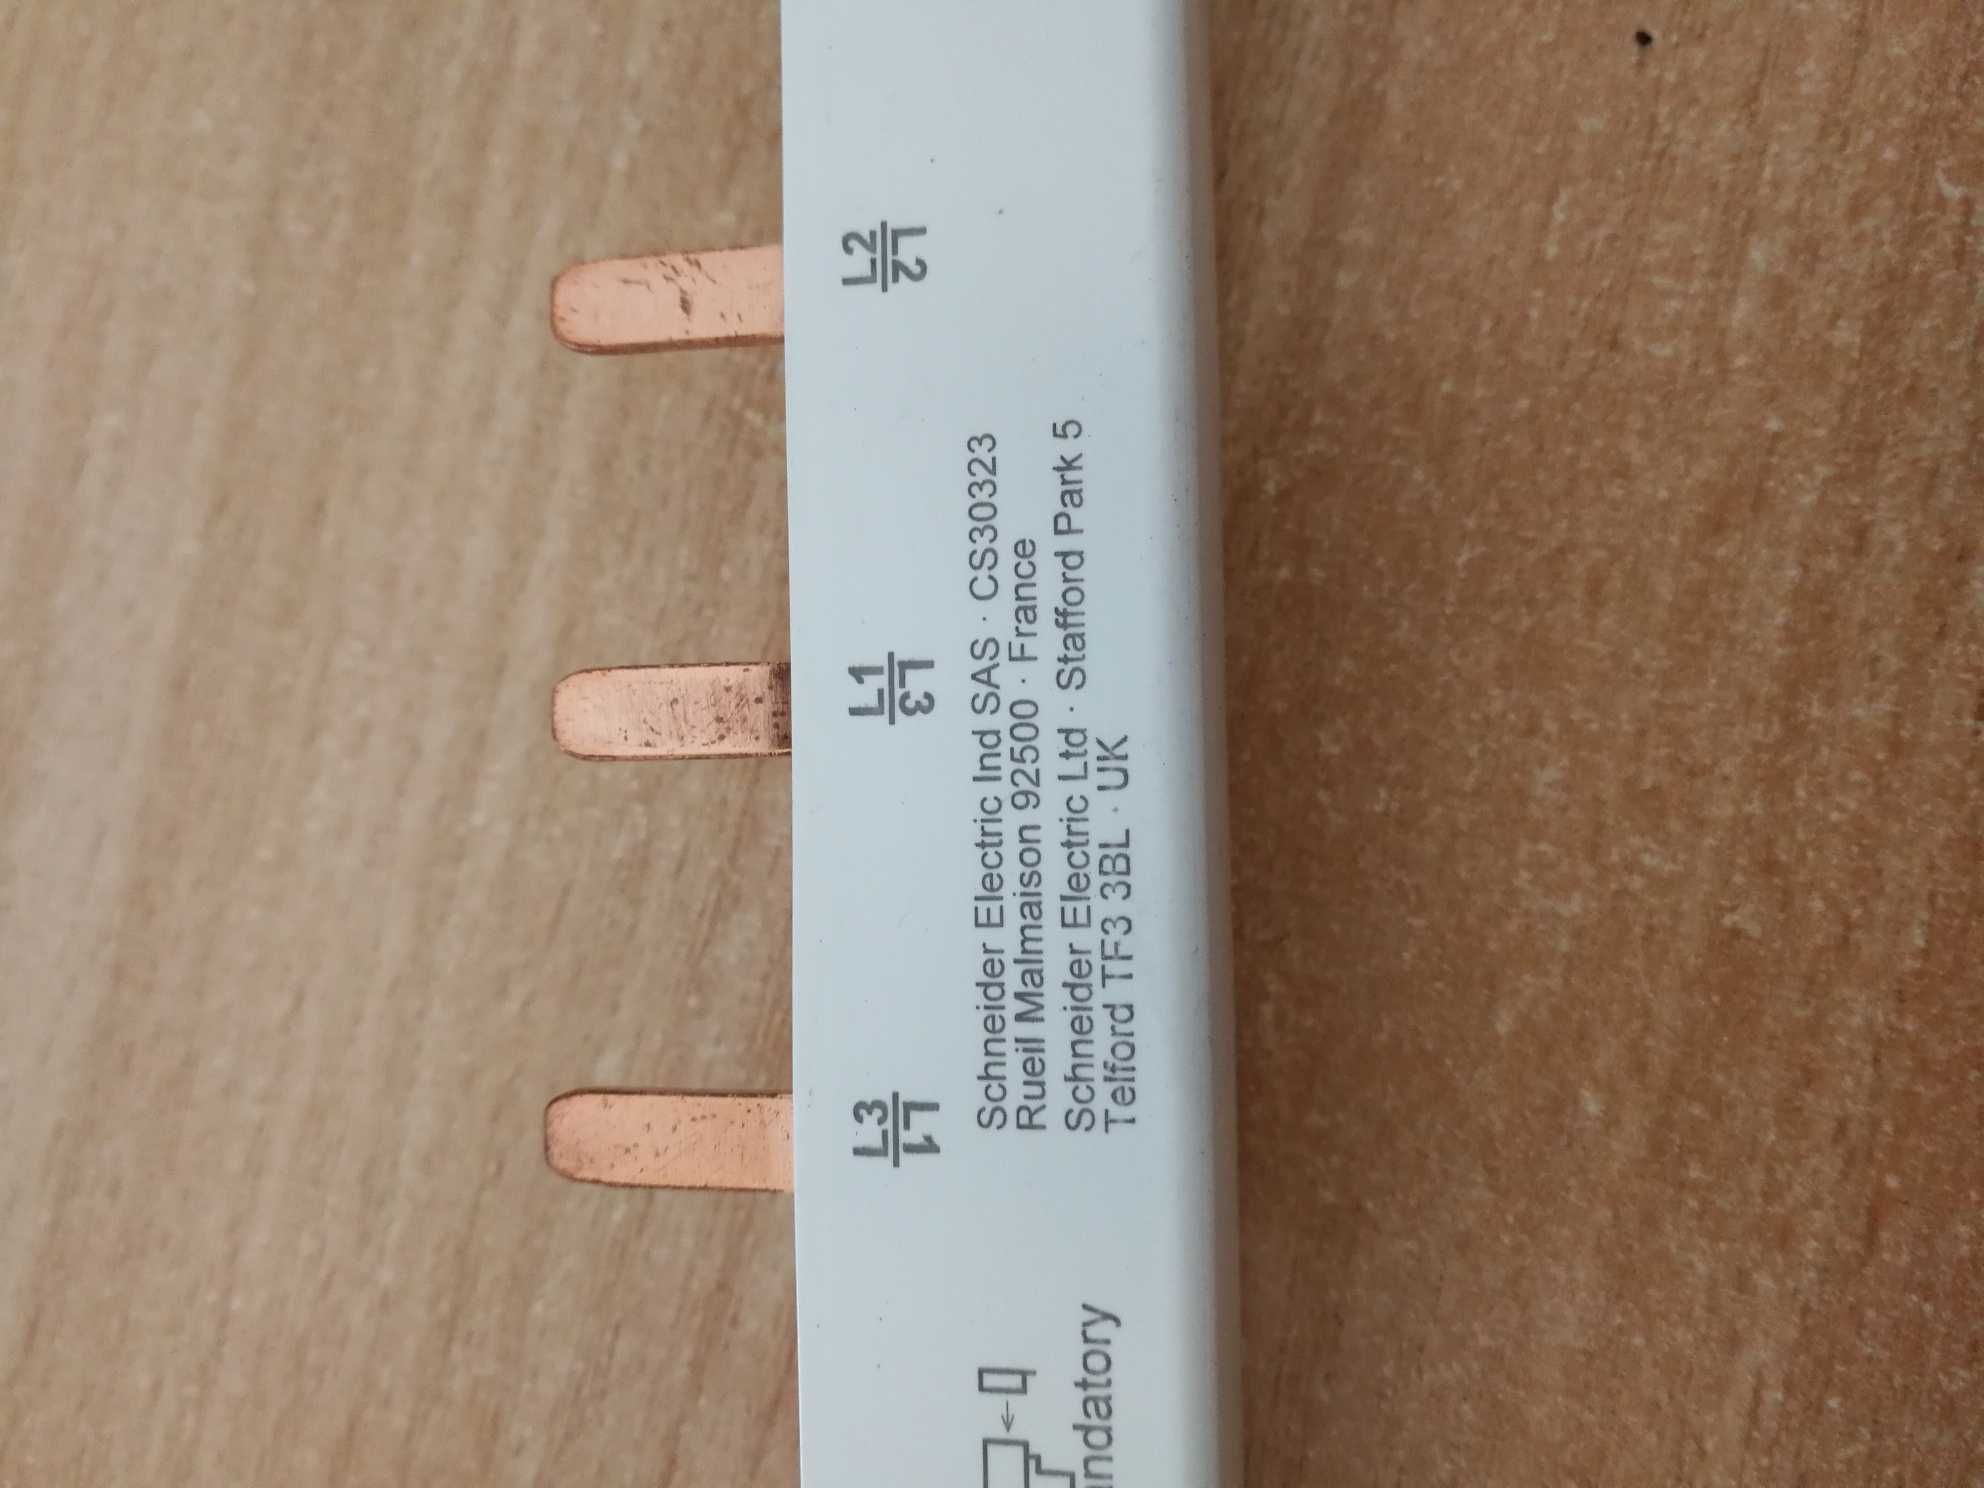 L3 L1 L2
L1 L3 L2
Schneider Electric Ind SAS · CS30323
Rueil Malmaison 92500 · France
Schneider Electric Ltd · Stafford Park 5
Telford TF3 3BL · UK